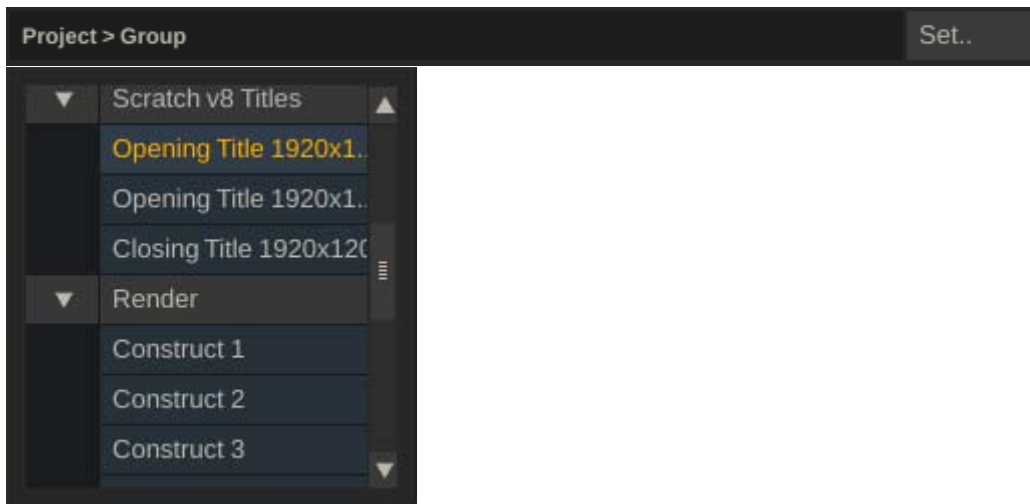 Project > Group
Set..
Scratch v8 Titles
Opening Title 1920x1..
Opening Title 1920x1..
Closing Title 1920x120
Render
Construct 1
Construct 2
Construct 3